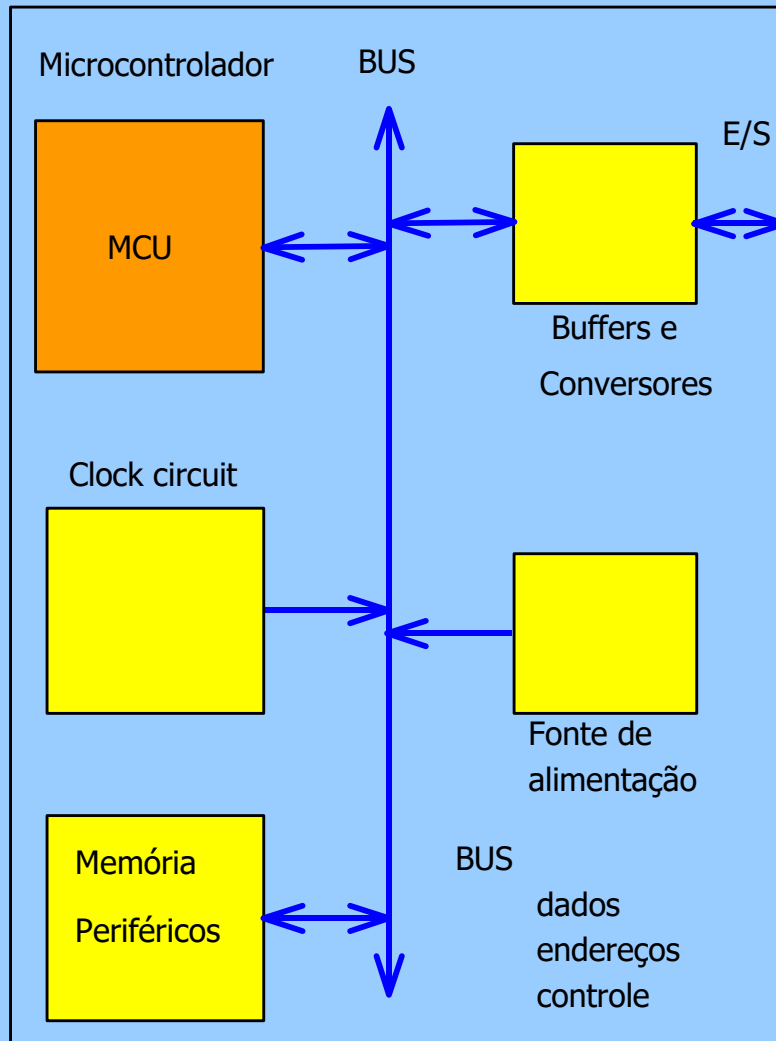 Microcontrolador
BUS
E/S
MCU
Buffers e
Conversores
Clock circuit
Fonte de
alimentação
Memória
Periféricos
BUS
dados
endereços
controle